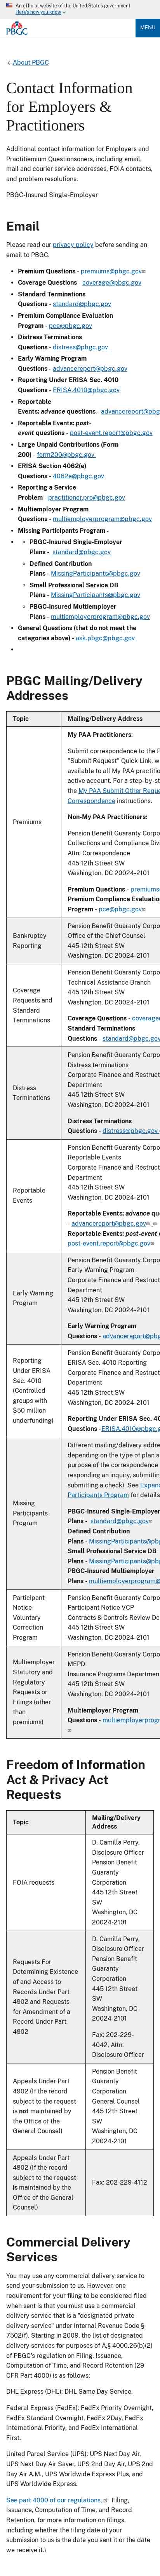 An official website of the United States government
Here's how you know
PBGC
MENU
About PBGC
Contact Information
for Employers &
Practitioners
Additional contact information for Employers and
Practitioners Questionnaires, including email,
mail and courier service addresses, FOIA contacts,
and problem resolutions.
PBGC-Insured Single-Employer
Email
Please read our privacy policy before sending email
to PBGC.
• Premium Questions - premiums@pbgc.gov
• Coverage Questions - coverage@pbgc.gov
• Standard Terminations
Questions - standard@pbgc.gov
• Premium Compliance Evaluation
Program - pce@pbgc.gov
• Distress Terminations
Questions - distress@pbgc.gov
• Early Warning Program
Questions - advancereport@pbgc.gov
• Reporting Under ERISA Sec. 4010
Questions - ERISA.4010@pbgc.gov
• Reportable
Events: advance questions - advancereport@pbg
• Reportable Events: post-
event questions - post-event.report@pbgc.gov
• Large Unpaid Contributions (Form
200) - form200@pbgc.gov
• ERISA Section 4062(e)
Questions - 4062e@pbgc.gov
• Reporting a Service
Problem - practitioner.pro@pbgc.gov
• Multiemployer Program
Questions - multiemployerprogram@pbgc.gov
• Missing Participants Program -
PBGC-Insured Single-Employer
Plans - standard@pbgc.gov
Defined Contribution
Plans - MissingParticipants@pbgc.gov
Small Professional Service DB
Plans - MissingParticipants@pbgc.gov
PBGC-Insured Multiemployer
Plans - multiemployerprogram@pbgc.gov
• General Questions (that do not meet the
categories above) - ask.pbgc@pbgc.gov
•
PBGC Mailing/Delivery
Addresses
Topic Mailing/Delivery Address
Premiums
My PAA Practitioners:
Submit correspondence to the P
"Submit Request" Quick Link, w
available to all My PAA practitio
active account. For a step-by-st
the My PAA Submit Other Reque
Correspondence instructions.
Non-My PAA Practitioners:
Pension Benefit Guaranty Corpo
Collections and Compliance Divi
Attn: Correspondence
445 12th Street SW
Washington, DC 20024-2101
Premium Questions - premiums
Premium Compliance Evaluation
Program - pce@pbgc.gov
Bankruptcy
Reporting
Pension Benefit Guaranty Corpo
Office of the Chief Counsel
445 12th Street SW
Washington, DC 20024-2101
Coverage
Requests and
Standard
Terminations
Pension Benefit Guaranty Corpo
Technical Assistance Branch
445 12th Street SW
Washington, DC 20024-2101
Coverage Questions - coverage
Standard Terminations
Questions - standard@pbgc.gov
Distress
Terminations
Pension Benefit Guaranty Corpo
Distress terminations
Corporate Finance and Restruct
Department
445 12th Street SW
Washington, DC 20024-2101
Distress Terminations
Questions - distress@pbgc.gov
Reportable
Events
Pension Benefit Guaranty Corpo
Reportable Events
Corporate Finance and Restruct
Department
445 12th Street SW
Washington, DC 20024-2101
Reportable Events: advance que
- advancereport@pbgc.gov
Reportable Events: post-event q
post-event.report@pbgc.gov
Early Warning
Program
Pension Benefit Guaranty Corpo
Early Warning Program
Corporate Finance and Restruct
Department
445 12th Street SW
Washington, DC 20024-2101
Early Warning Program
Questions - advancereport@pbg
Reporting
Under ERISA
Sec. 4010
(Controlled
groups with
$50 million
underfunding)
Pension Benefit Guaranty Corpo
ERISA Sec. 4010 Reporting
Corporate Finance and Restruct
Department
445 12th Street SW
Washington, DC 20024-2101
Reporting Under ERISA Sec. 40
Questions -ERISA.4010@pbgc.g
Missing
Participants
Program
Different mailing/delivery addre
depending on the type of plan a
purpose of the correspondence
responding an inquiry, submittin
submitting a check). See Expan
Participants Program for details
PBGC-Insured Single-Employer
Plans - standard@pbgc.gov
Defined Contribution
Plans - MissingParticipants@pb
Small Professional Service DB
Plans - MissingParticipants@pb
PBGC-Insured Multiemployer
Plans - multiemployerprogram@
Participant
Notice
Voluntary
Correction
Program
Pension Benefit Guaranty Corpo
Participant Notice VCP
Contracts & Controls Review De
445 12th Street SW
Washington, DC 20024-2101
Multiemployer
Statutory and
Regulatory
Requests or
Filings (other
than
premiums)
Pension Benefit Guaranty Corpo
MEPD
Insurance Programs Departmen
445 12th Street SW
Washington, DC 20024-2101
Multiemployer Program
Questions - multiemployerprogr
Freedom of Information
Act & Privacy Act
Requests
Topic
Mailing/Delivery
Address
FOIA requests
D. Camilla Perry,
Disclosure Officer
Pension Benefit
Guaranty
Corporation
445 12th Street
SW
Washington, DC
20024-2101
Requests For
Determining Existence
of and Access to
Records Under Part
4902 and Requests
for Amendment of a
Record Under Part
4902
D. Camilla Perry,
Disclosure Officer
Pension Benefit
Guaranty
Corporation
445 12th Street
SW
Washington, DC
20024-2101
Fax: 202-229-
4042, Attn:
Disclosure Officer
Appeals Under Part
4902 (If the record
subject to the request
is not maintained by
the Office of the
General Counsel)
Pension Benefit
Guaranty
Corporation
General Counsel
445 12th Street
SW
Washington, DC
20024-2101
Appeals Under Part
4902 (If the record
subject to the request
is maintained by the
Office of the General
Counsel)
Fax: 202-229-4112
Commercial Delivery
Services
You may use any commercial delivery service to
send your submission. However, there is only one
type of commercial delivery service that is a
"designated private
delivery service" under Internal Revenue Code §
7502(f). Starting in 2009, the list of designated
delivery services for purposes of Â,§ 4000.26(b)(2)
of PBGC's regulation on Filing, Issuance,
Computation of Time, and Record Retention (29
CFR Part 4000) is as follows:
DHL Express (DHL): DHL Same Day Service.
Federal Express (FedEx): FedEx Priority Overnight,
FedEx Standard Overnight, FedEx 2Day, FedEx
International Priority, and FedEx International
First.
United Parcel Service (UPS): UPS Next Day Air,
UPS Next Day Air Saver, UPS 2nd Day Air, UPS 2nd
Day Air A.M., UPS Worldwide Express Plus, and
UPS Worldwide Express.
See part 4000 of our regulations, Filing,
Issuance, Computation of Time, and Record
Retention, for more information on filings,
including whether the filing date of your
submission to us is the date you sent it or the date
we receive it.\